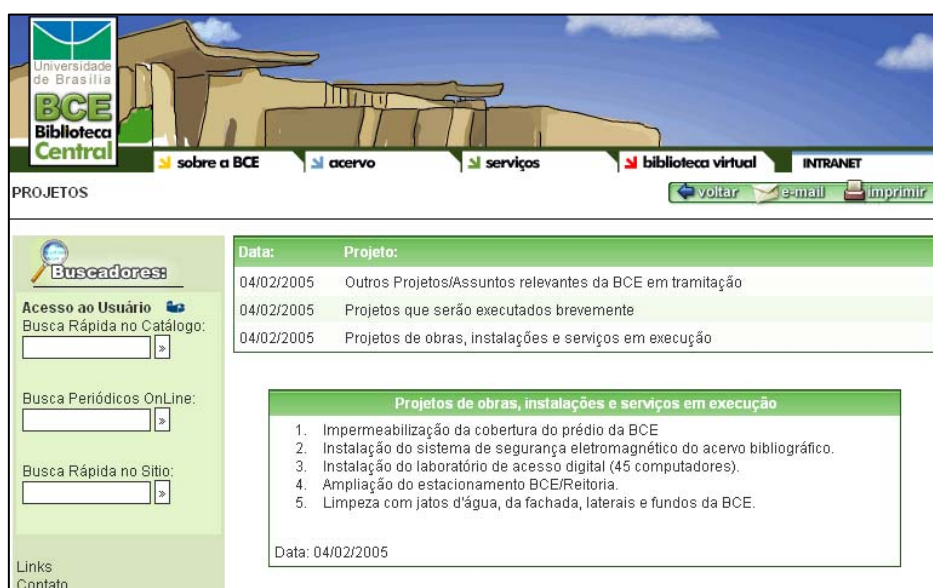 Universidade
de Brasília
BCE
Biblioteca
Central
sobre a BCE acervo serviços biblioteca virtual INTRANET
PROJETOS voltar e-mail imprimir
Buscadores:
Acesso ao Usuário
Busca Rápida no Catálogo:
»
Busca Periódicos OnLine:
»
Busca Rápida no Sitio:
»
Links
Contato
Data: Projeto:
04/02/2005 Outros Projetos/Assuntos relevantes da BCE em tramitação
04/02/2005 Projetos que serão executados brevemente
04/02/2005 Projetos de obras, instalações e serviços em execução
Projetos de obras, instalações e serviços em execução
1. Impermeabilização da cobertura do prédio da BCE
2. Instalação do sistema de segurança eletromagnético do acervo bibliográfico.
3. Instalação do laboratório de acesso digital (45 computadores).
4. Ampliação do estacionamento BCE/Reitoria.
5. Limpeza com jatos d'água, da fachada, laterais e fundos da BCE.
Data: 04/02/2005